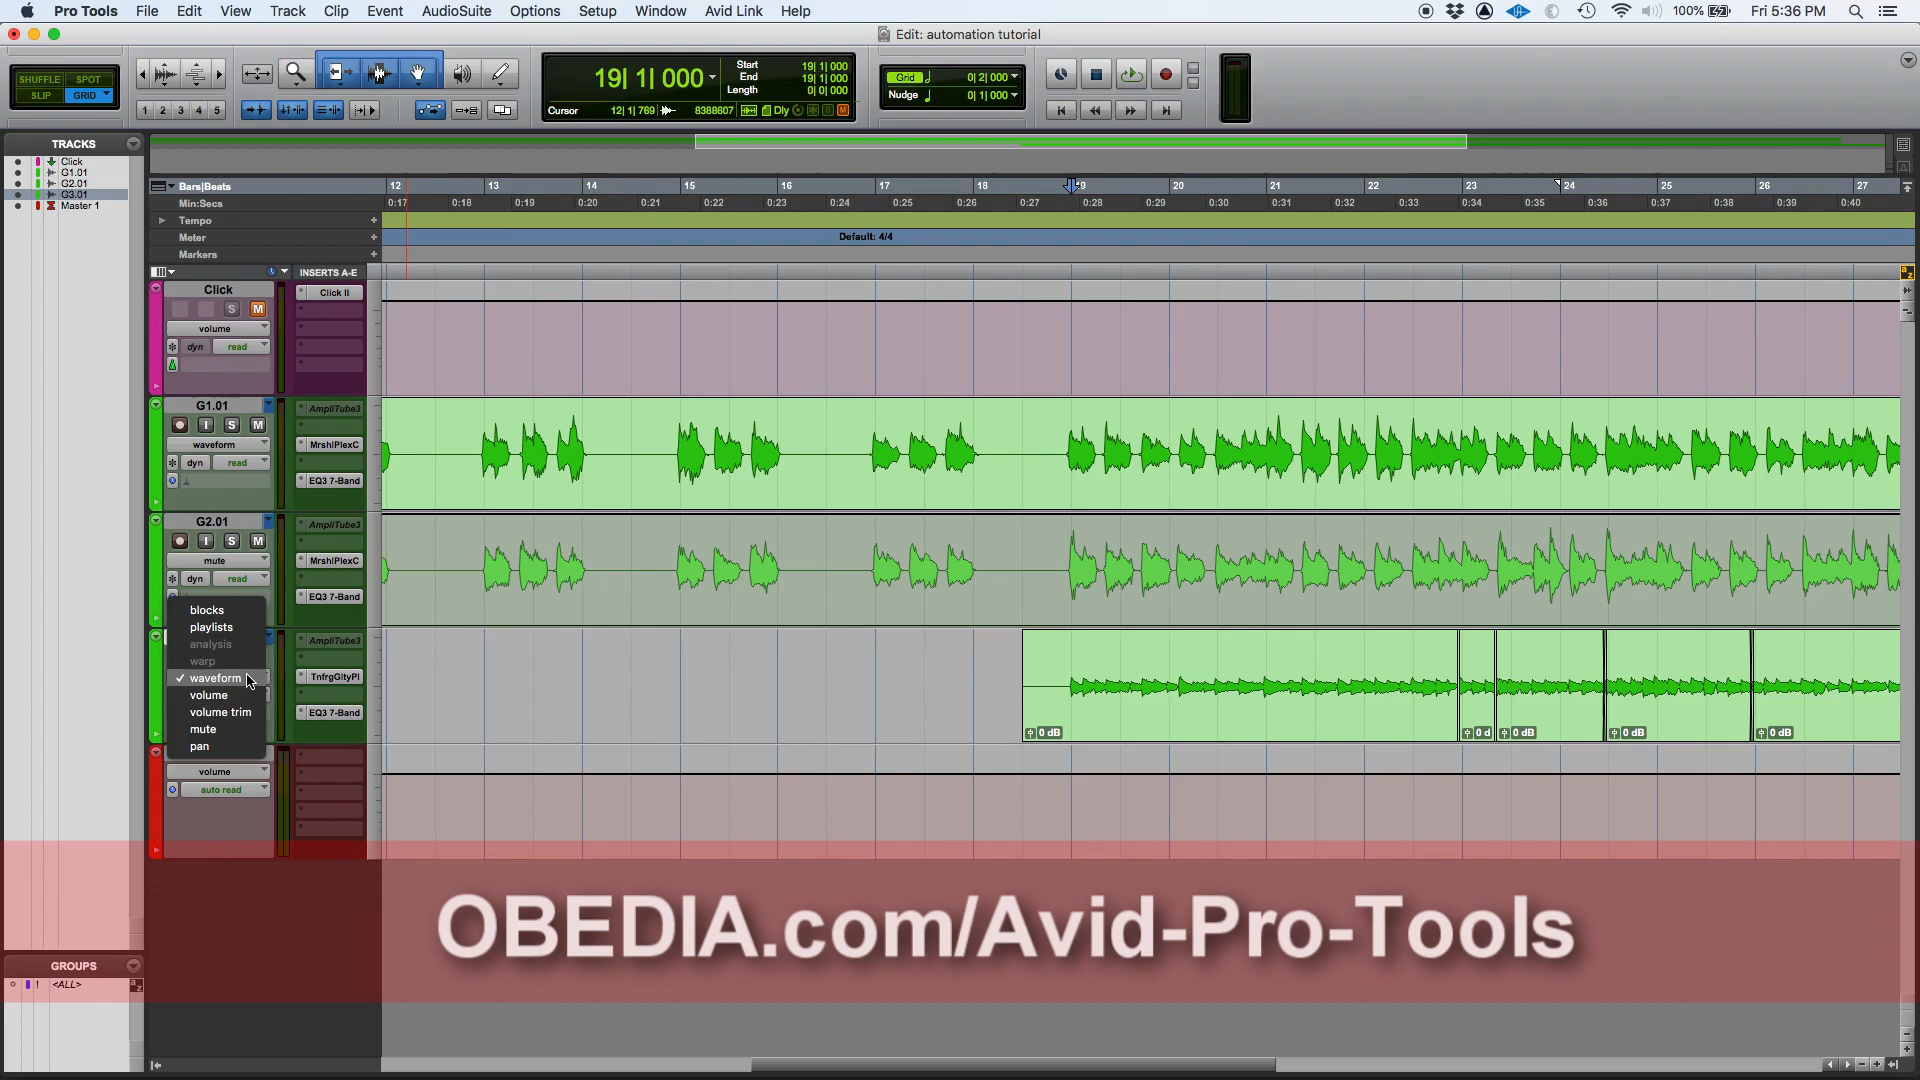 Pro Tools File Edit View Track Clip Event AudioSuite Options Setup Window Avid Link Help 100% Fri 5:36 PM
Edit: automation tutorial
SHUFFLE SPOT
SLIP GRID
1 2 3 4 5
19| 1| 000
Start 19| 1| 000
End 19| 1| 000
Length 0| 0| 000
Cursor 12| 1| 769 8388607 Dly S M
Grid 0| 2| 000
Nudge 0| 1| 000
TRACKS
Click
G1.01
G2.01
G3.01
Master 1
Bars|Beats 12 13 14 15 16 17 18 19 20 21 22 23 24 25 26 27
Min:Secs 0:17 0:18 0:19 0:20 0:21 0:22 0:23 0:24 0:25 0:26 0:27 0:28 0:29 0:30 0:31 0:32 0:33 0:34 0:35 0:36 0:37 0:38 0:39 0:40
Tempo
Meter Default: 4/4
Markers
INSERTS A-E
Click
S M
volume
dyn read
Click II
G1.01
I S M
waveform
dyn read
AmpliTube3
MrshlPlexC
EQ3 7-Band
G2.01
I S M
mute
dyn read
AmpliTube3
MrshlPlexC
EQ3 7-Band
blocks
playlists
analysis
warp
✓ waveform
volume
volume trim
mute
pan
AmpliTube3
TnfrgGltyPl
EQ3 7-Band
0 dB 0 d 0 dB 0 dB 0 dB
volume
auto read
OBEDIA.com/Avid-Pro-Tools
GROUPS
! <ALL>
a z